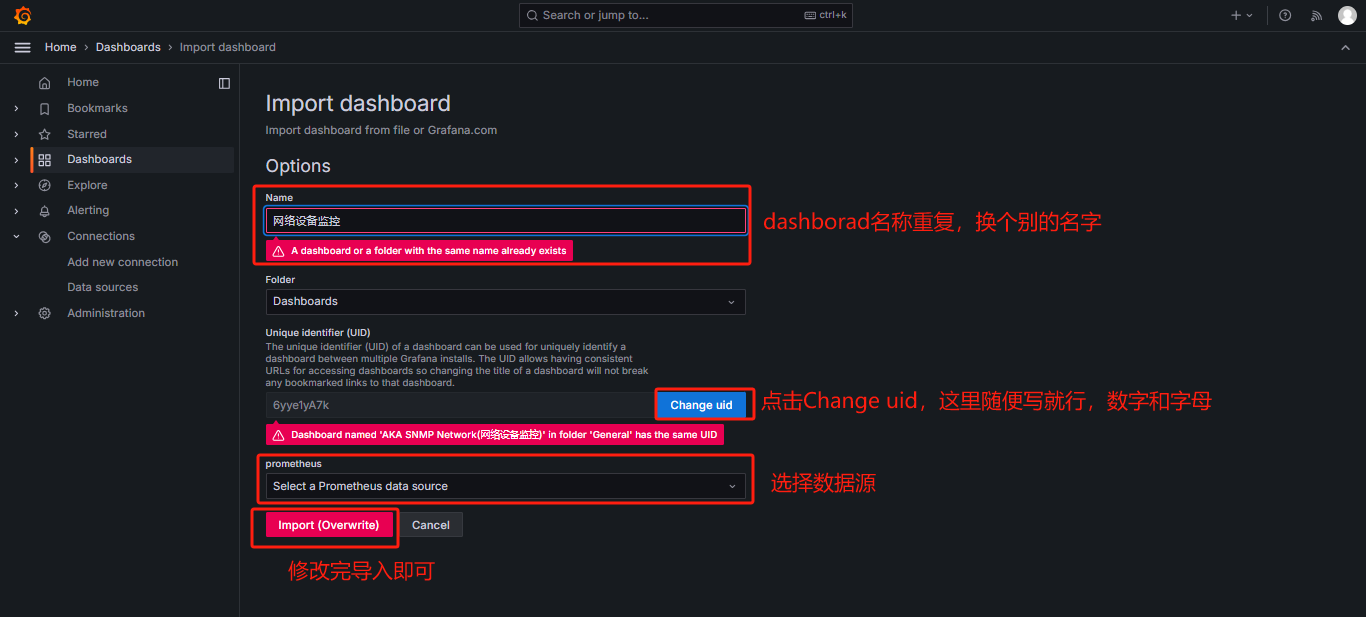 Search or jump to...
ctrl+k
Home › Dashboards › Import dashboard
Home
Bookmarks
Starred
Dashboards
Explore
Alerting
Connections
Add new connection
Data sources
Administration
Import dashboard
Import dashboard from file or Grafana.com
Options
Name
网络设备监控
dashborad名称重复，换个别的名字
A dashboard or a folder with the same name already exists
Folder
Dashboards
Unique identifier (UID)
The unique identifier (UID) of a dashboard can be used for uniquely identify a
dashboard between multiple Grafana installs. The UID allows having consistent
URLs for accessing dashboards so changing the title of a dashboard will not break
any bookmarked links to that dashboard.
6yye1yA7k
Change uid
点击Change uid，这里随便写就行，数字和字母
Dashboard named 'AKA SNMP Network(网络设备监控)' in folder 'General' has the same UID
prometheus
Select a Prometheus data source
选择数据源
Import (Overwrite)
Cancel
修改完导入即可